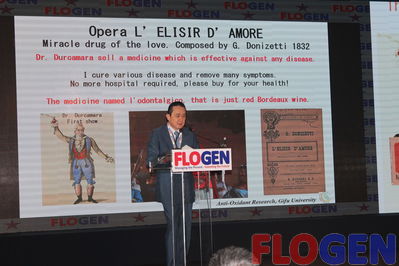 FLOGEN
Opera L' ELISIR D' AMORE
Miracle drug of the love. Composed by G. Donizetti 1832
Dr. Durcamara sell a medicine which is effective against any disease.
I cure various disease and remove many symptoms.
No more hospital required, please buy for your health!
The medicine named l'odontalgico, that is just red Bordeaux wine.
Dr. Durcamara
First show
G. DONIZETTI
L'ELISIR D'AMORE
FLOGEN
Anti-Oxidant Research, Gifu University
FLOGEN